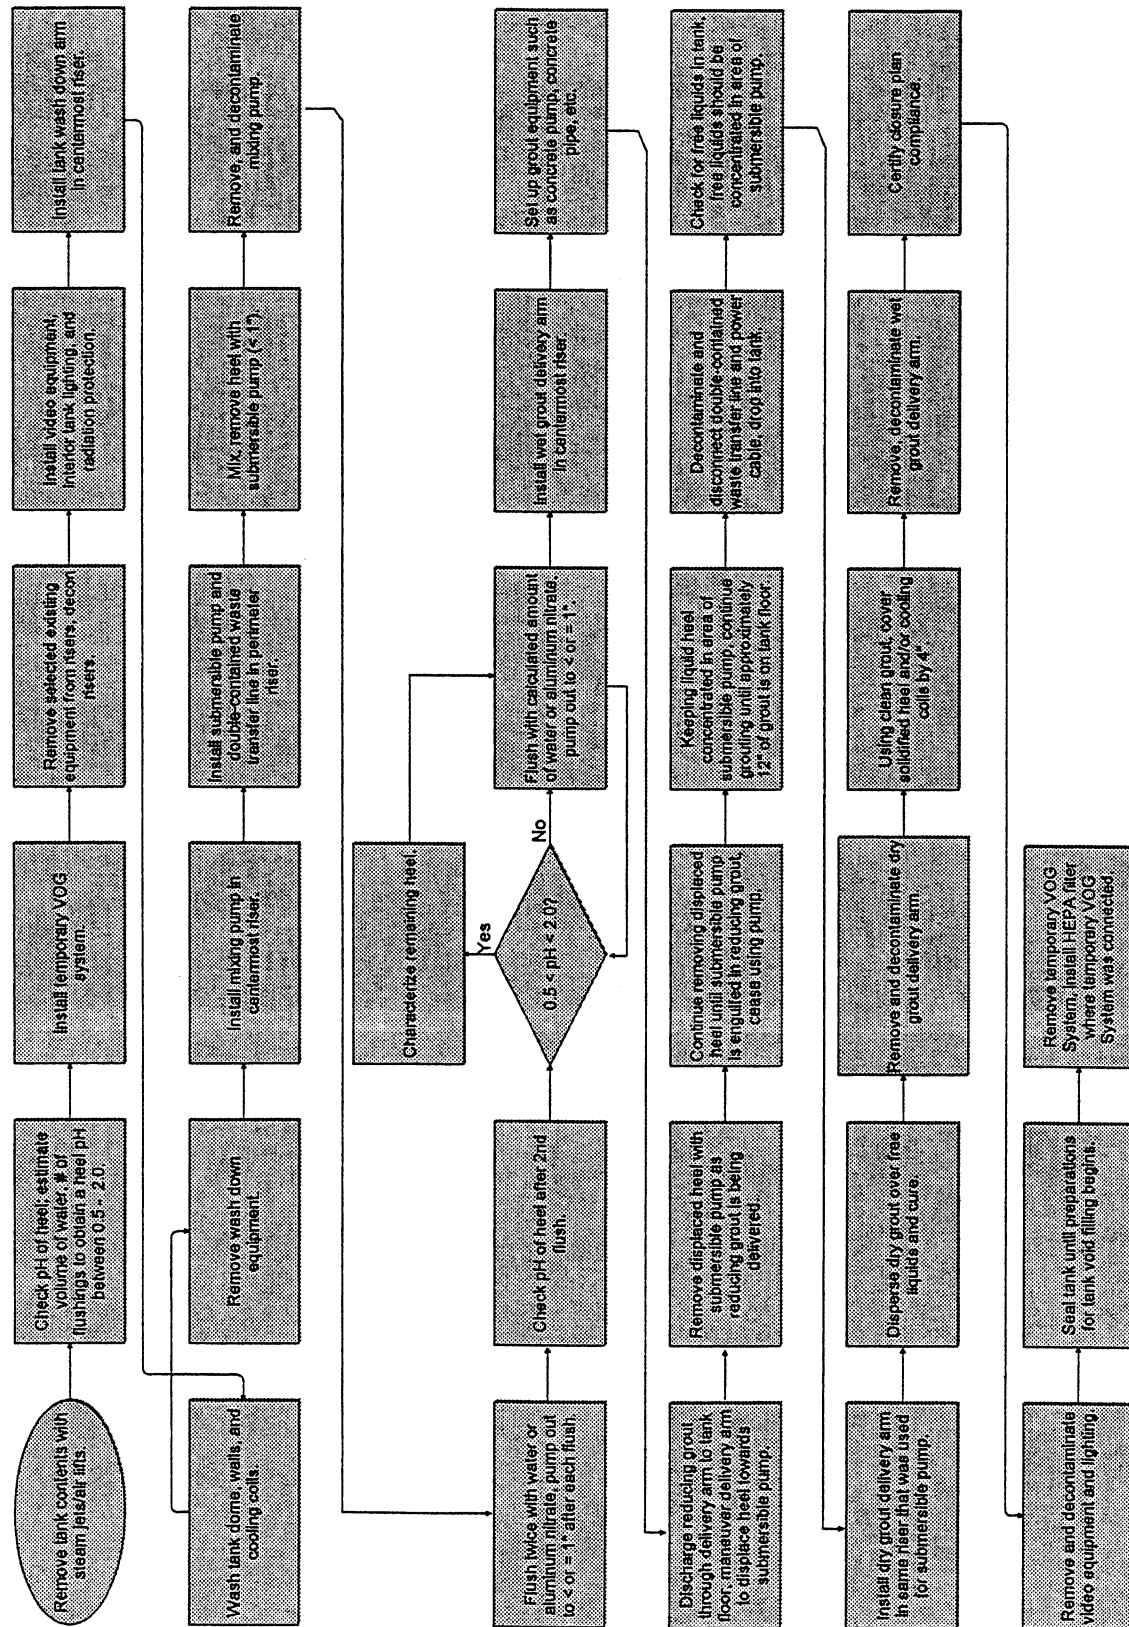 Remove tank contents with
steam jets/air lifts
Check pH of heel; estimate
volume of water, # of
flushings to obtain a heel pH
between 0.5 - 2.0.
Install temporary VOG
system.
Remove selected existing
equipment from risers, decon
risers.
Install video equipment,
interior tank lighting, and
radiation protection.
Install tank wash down arm
in centermost riser.
Wash tank dome, walls, and
cooling coils.
Remove wash down
equipment.
Install mixing pump in
centermost riser.
Install submersible pump and
double-contained waste
transfer line in perimeter
riser.
Mix, remove heel with
submersible pump (< 1").
Remove, and decontaminate
mixing pump.
Flush twice with water or
aluminum nitrate, pump out
to < or = 1" after each flush.
Check pH of heel after 2nd
flush.
0.5 < pH < 2.0?
Yes
No
Characterize remaining heel.
Flush with calculated amount
of water or aluminum nitrate,
pump out to < or = 1".
Install wet grout delivery arm
in centermost riser.
Set up grout equipment such
as concrete pump, concrete
pipe, etc.
Discharge reducing grout
through delivery arm to tank
floor, maneuver delivery arm
to displace heel towards
submersible pump.
Remove displaced heel with
submersible pump as
reducing grout is being
delivered
Continue removing displaced
heel until submersible pump
is engulfed in reducing grout,
cease using pump.
Keeping liquid heel
concentrated in area of
submersible pump, continue
grouting until approximately
12" of grout is on tank floor.
Decontaminate and
disconnect double-contained
waste transfer line and power
cable, drop into tank.
Check for free liquids in tank,
free liquids should be
concentrated in area of
submersible pump.
Install dry grout delivery arm
in same riser that was used
for submersible pump.
Disperse dry grout over free
liquids and cure.
Remove and decontaminate dry
grout delivery arm.
Using clean grout, cover
solidified heel and/or cooling
coils by 4"
Remove, decontaminate wet
grout delivery arm.
Certify closure plan
compliance.
Remove and decontaminate
video equipment and lighting.
Seal tank until preparations
for tank void filling begins.
Remove temporary VOG
System, install HEPA filter
where temporary VOG
System was connected.